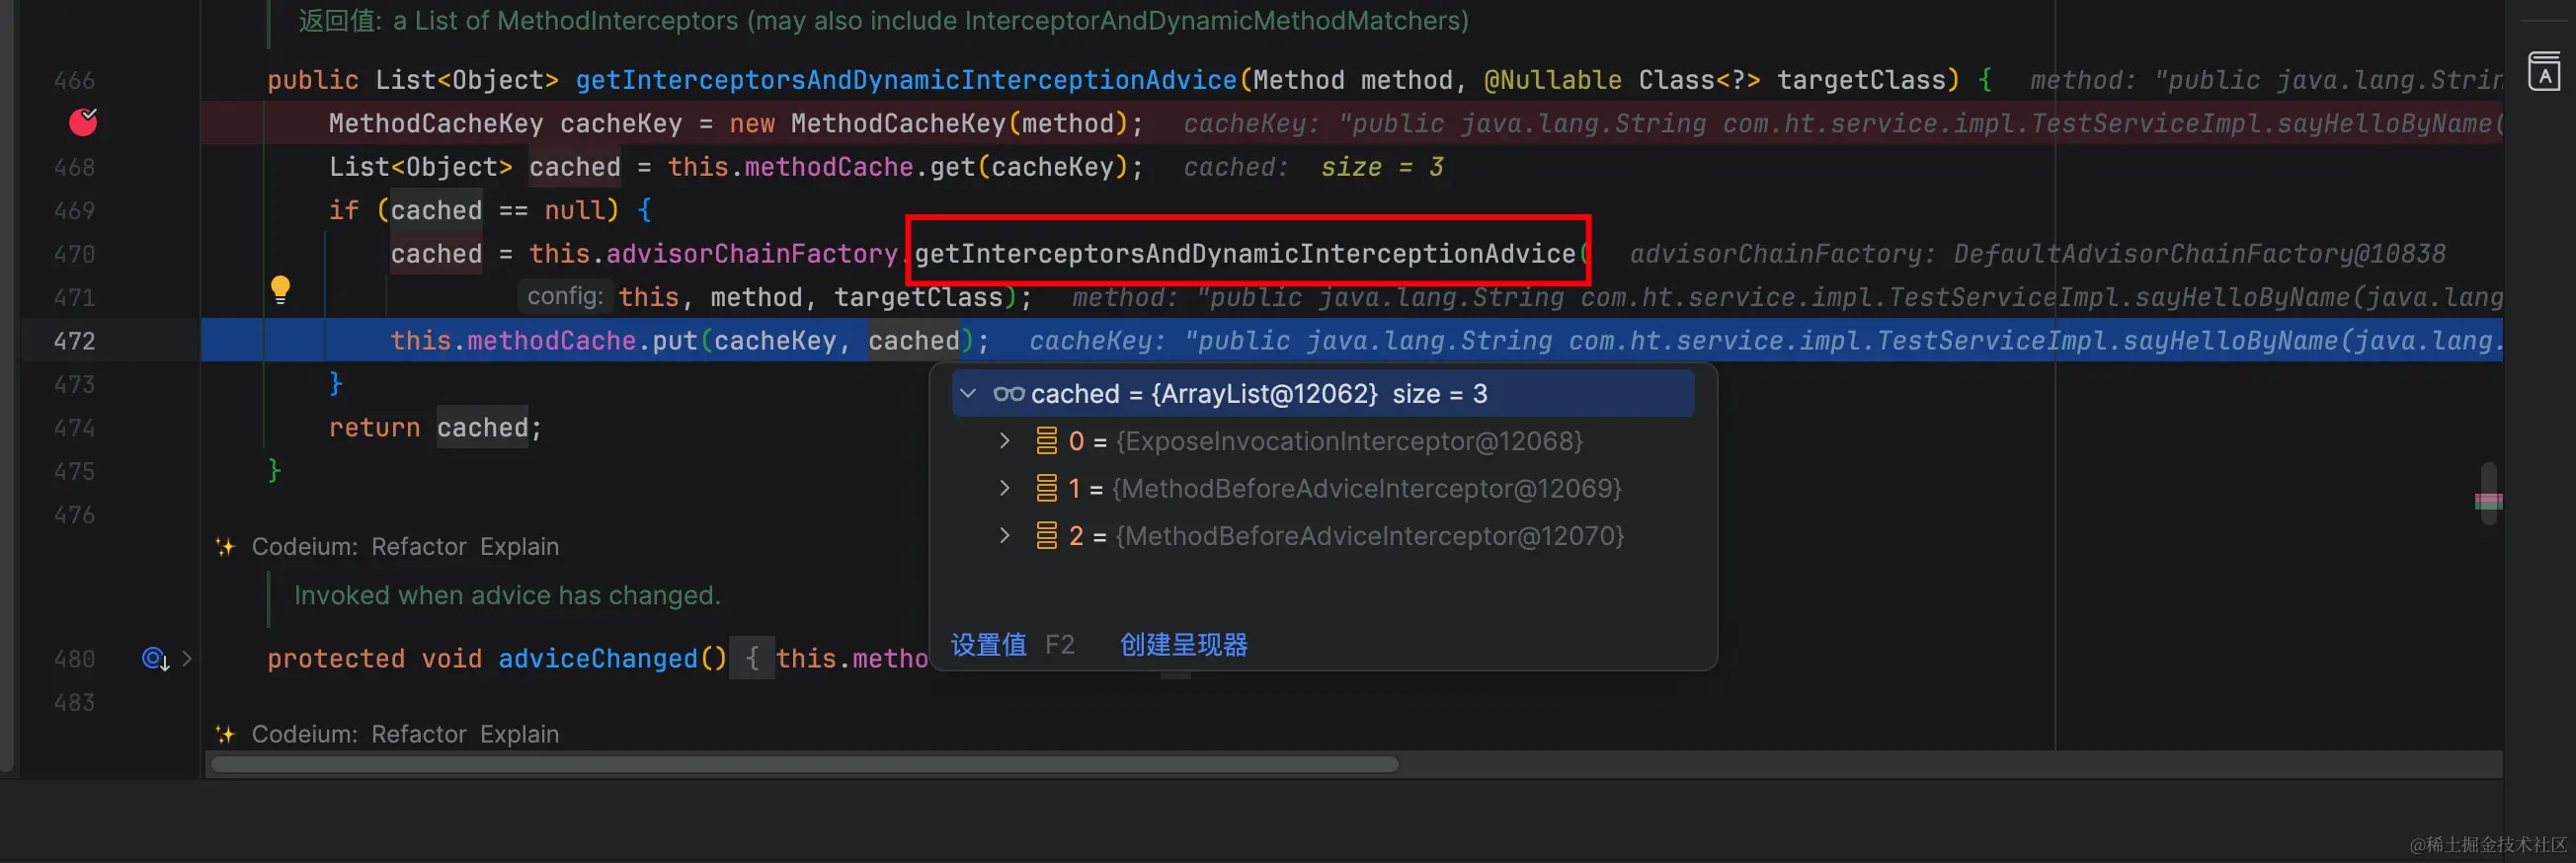 返回值: a List of MethodInterceptors (may also include InterceptorAndDynamicMethodMatchers)
466 public List<Object> getInterceptorsAndDynamicInterceptionAdvice(Method method, @Nullable Class<?> targetClass) { method: "public java.lang.Strin
MethodCacheKey cacheKey = new MethodCacheKey(method); cacheKey: "public java.lang.String com.ht.service.impl.TestServiceImpl.sayHelloByName(
468 List<Object> cached = this.methodCache.get(cacheKey); cached: size = 3
469 if (cached == null) {
470 cached = this.advisorChainFactory.getInterceptorsAndDynamicInterceptionAdvice( advisorChainFactory: DefaultAdvisorChainFactory@10838
471 config: this, method, targetClass); method: "public java.lang.String com.ht.service.impl.TestServiceImpl.sayHelloByName(java.lang
472 this.methodCache.put(cacheKey, cached); cacheKey: "public java.lang.String com.ht.service.impl.TestServiceImpl.sayHelloByName(java.lang.
473 }
474 return cached;
475 }
476
cached = {ArrayList@12062} size = 3
0 = {ExposeInvocationInterceptor@12068}
1 = {MethodBeforeAdviceInterceptor@12069}
2 = {MethodBeforeAdviceInterceptor@12070}
设置值 F2 创建呈现器
Codeium: Refactor Explain
Invoked when advice has changed.
480 protected void adviceChanged() { this.metho
483
Codeium: Refactor Explain
A
@稀土掘金技术社区